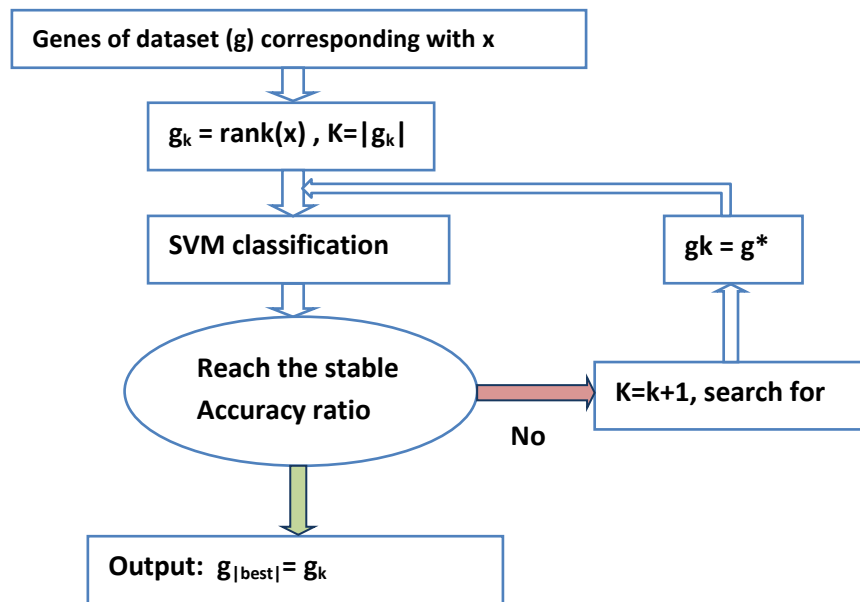 Genes of dataset (g) corresponding with x
gₖ = rank(x) , K=|gₖ|
SVM classification
gk = g*
Reach the stable
Accuracy ratio
No
K=k+1, search for
Output: g|best|= gₖ